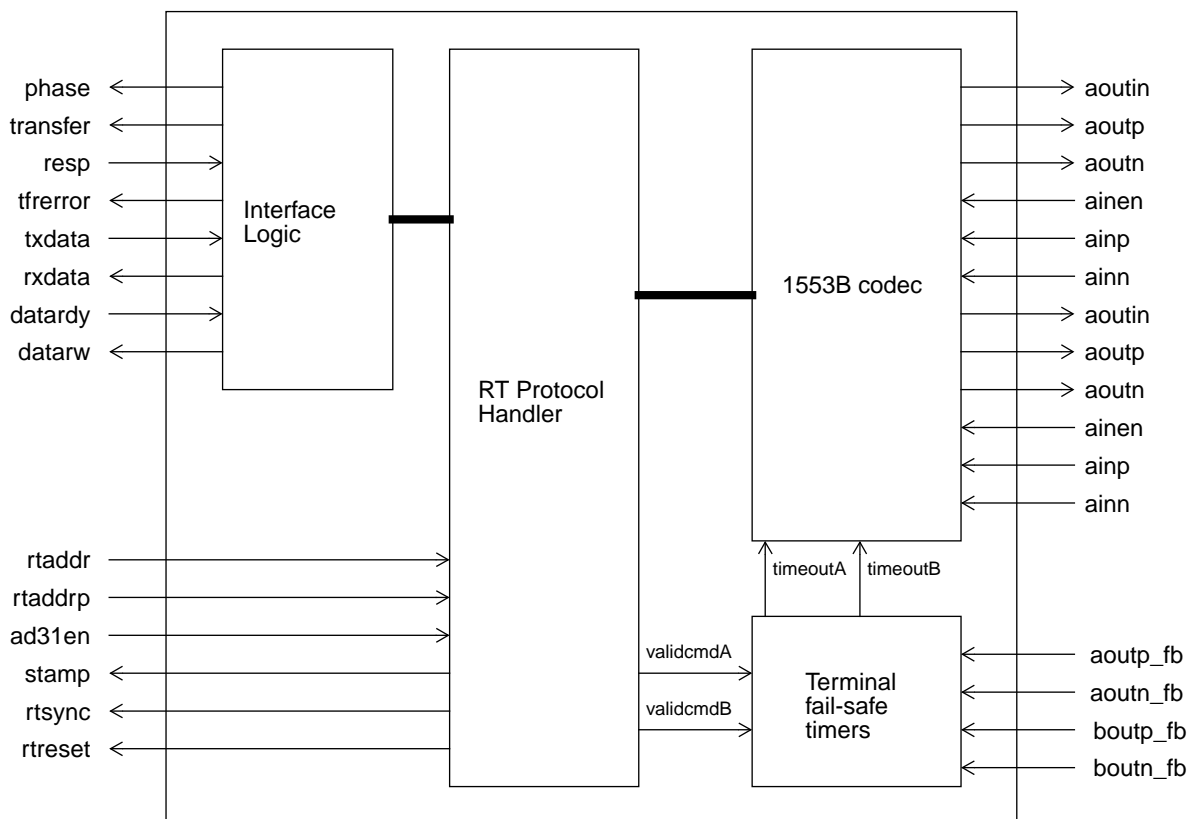 phase
transfer
resp
tfrerror
txdata
rxdata
datardy
datarw
Interface
Logic
RT Protocol
Handler
1553B codec
aoutin
aoutp
aoutn
ainen
ainp
ainn
aoutin
aoutp
aoutn
ainen
ainp
ainn
rtaddr
rtaddrp
ad31en
stamp
rtsync
rtreset
timeoutA
timeoutB
validcmdA
validcmdB
Terminal
fail-safe
timers
aoutp_fb
aoutn_fb
boutp_fb
boutn_fb